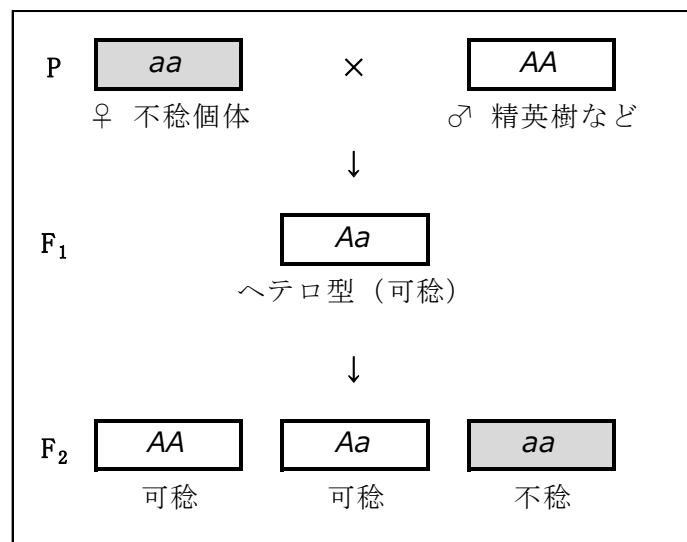 P aa × AA
♀ 不稔個体 ♂ 精英樹など
↓
F₁ Aa
ヘテロ型（可稔）
↓
F₂ AA Aa aa
可稔 可稔 不稔